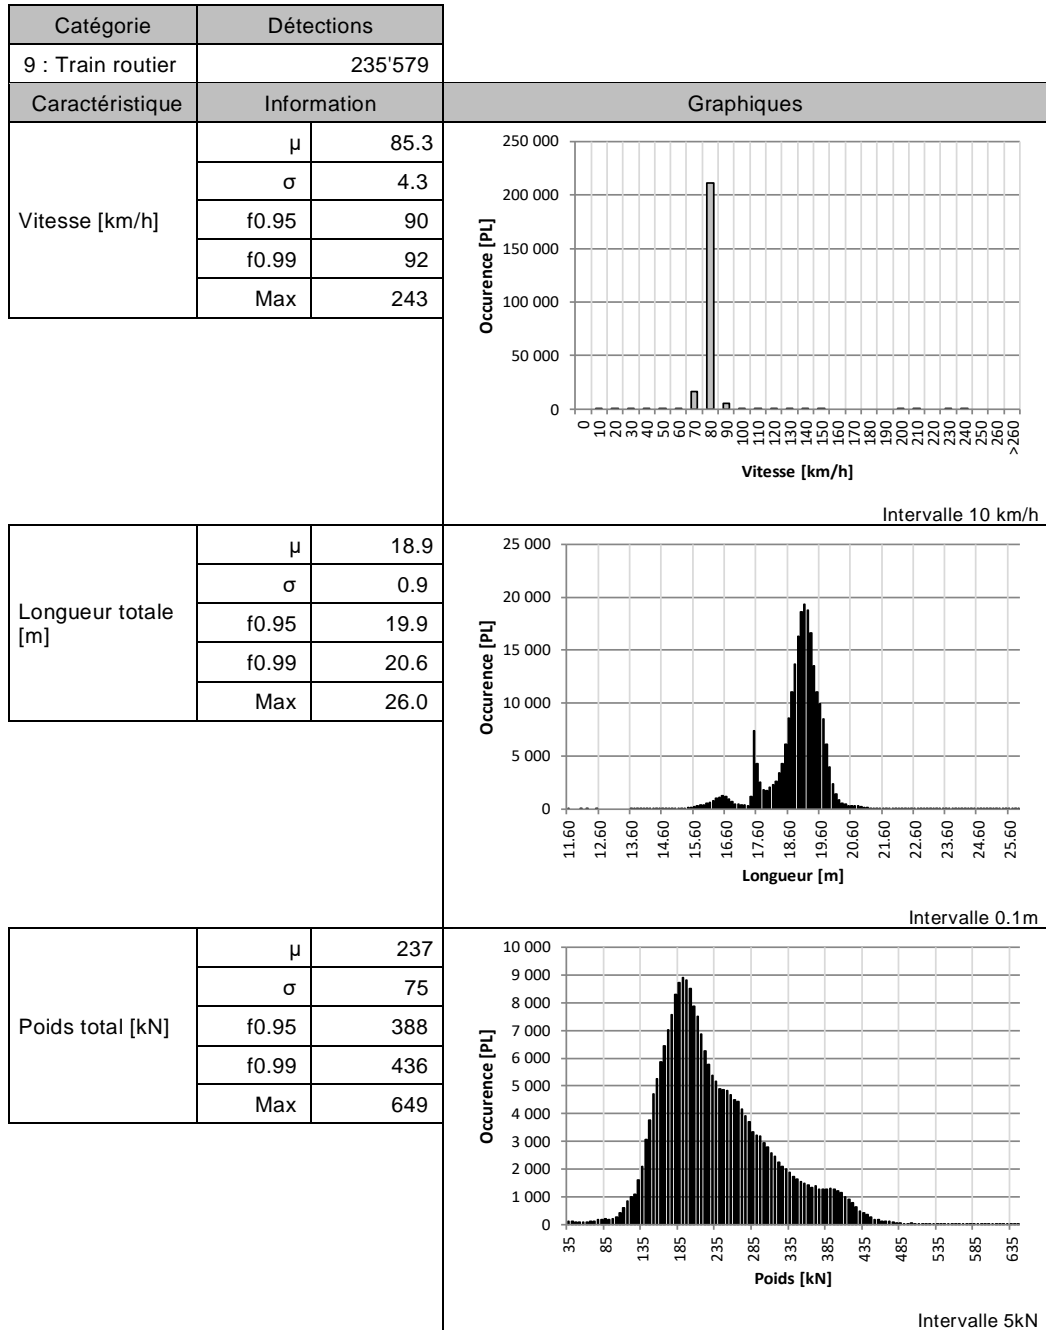 Catégorie Détections
9 : Train routier 235'579
Caractéristique Information Graphiques
Vitesse [km/h]
µ 85.3
σ 4.3
f0.95 90
f0.99 92
Max 243
250 000
200 000
150 000
100 000
50 000
0
Occurence [PL]
0 10 20 30 40 50 60 70 80 90 100 110 120 130 140 150 160 170 180 190 200 210 220 230 240 250 260 >260
Vitesse [km/h]
Intervalle 10 km/h
Longueur totale
[m]
µ 18.9
σ 0.9
f0.95 19.9
f0.99 20.6
Max 26.0
25 000
20 000
15 000
10 000
5 000
0
Occurence [PL]
11.60 12.60 13.60 14.60 15.60 16.60 17.60 18.60 19.60 20.60 21.60 22.60 23.60 24.60 25.60
Longueur [m]
Intervalle 0.1m
Poids total [kN]
µ 237
σ 75
f0.95 388
f0.99 436
Max 649
10 000
9 000
8 000
7 000
6 000
5 000
4 000
3 000
2 000
1 000
0
Occurence [PL]
35 85 135 185 235 285 335 385 435 485 535 585 635
Poids [kN]
Intervalle 5kN